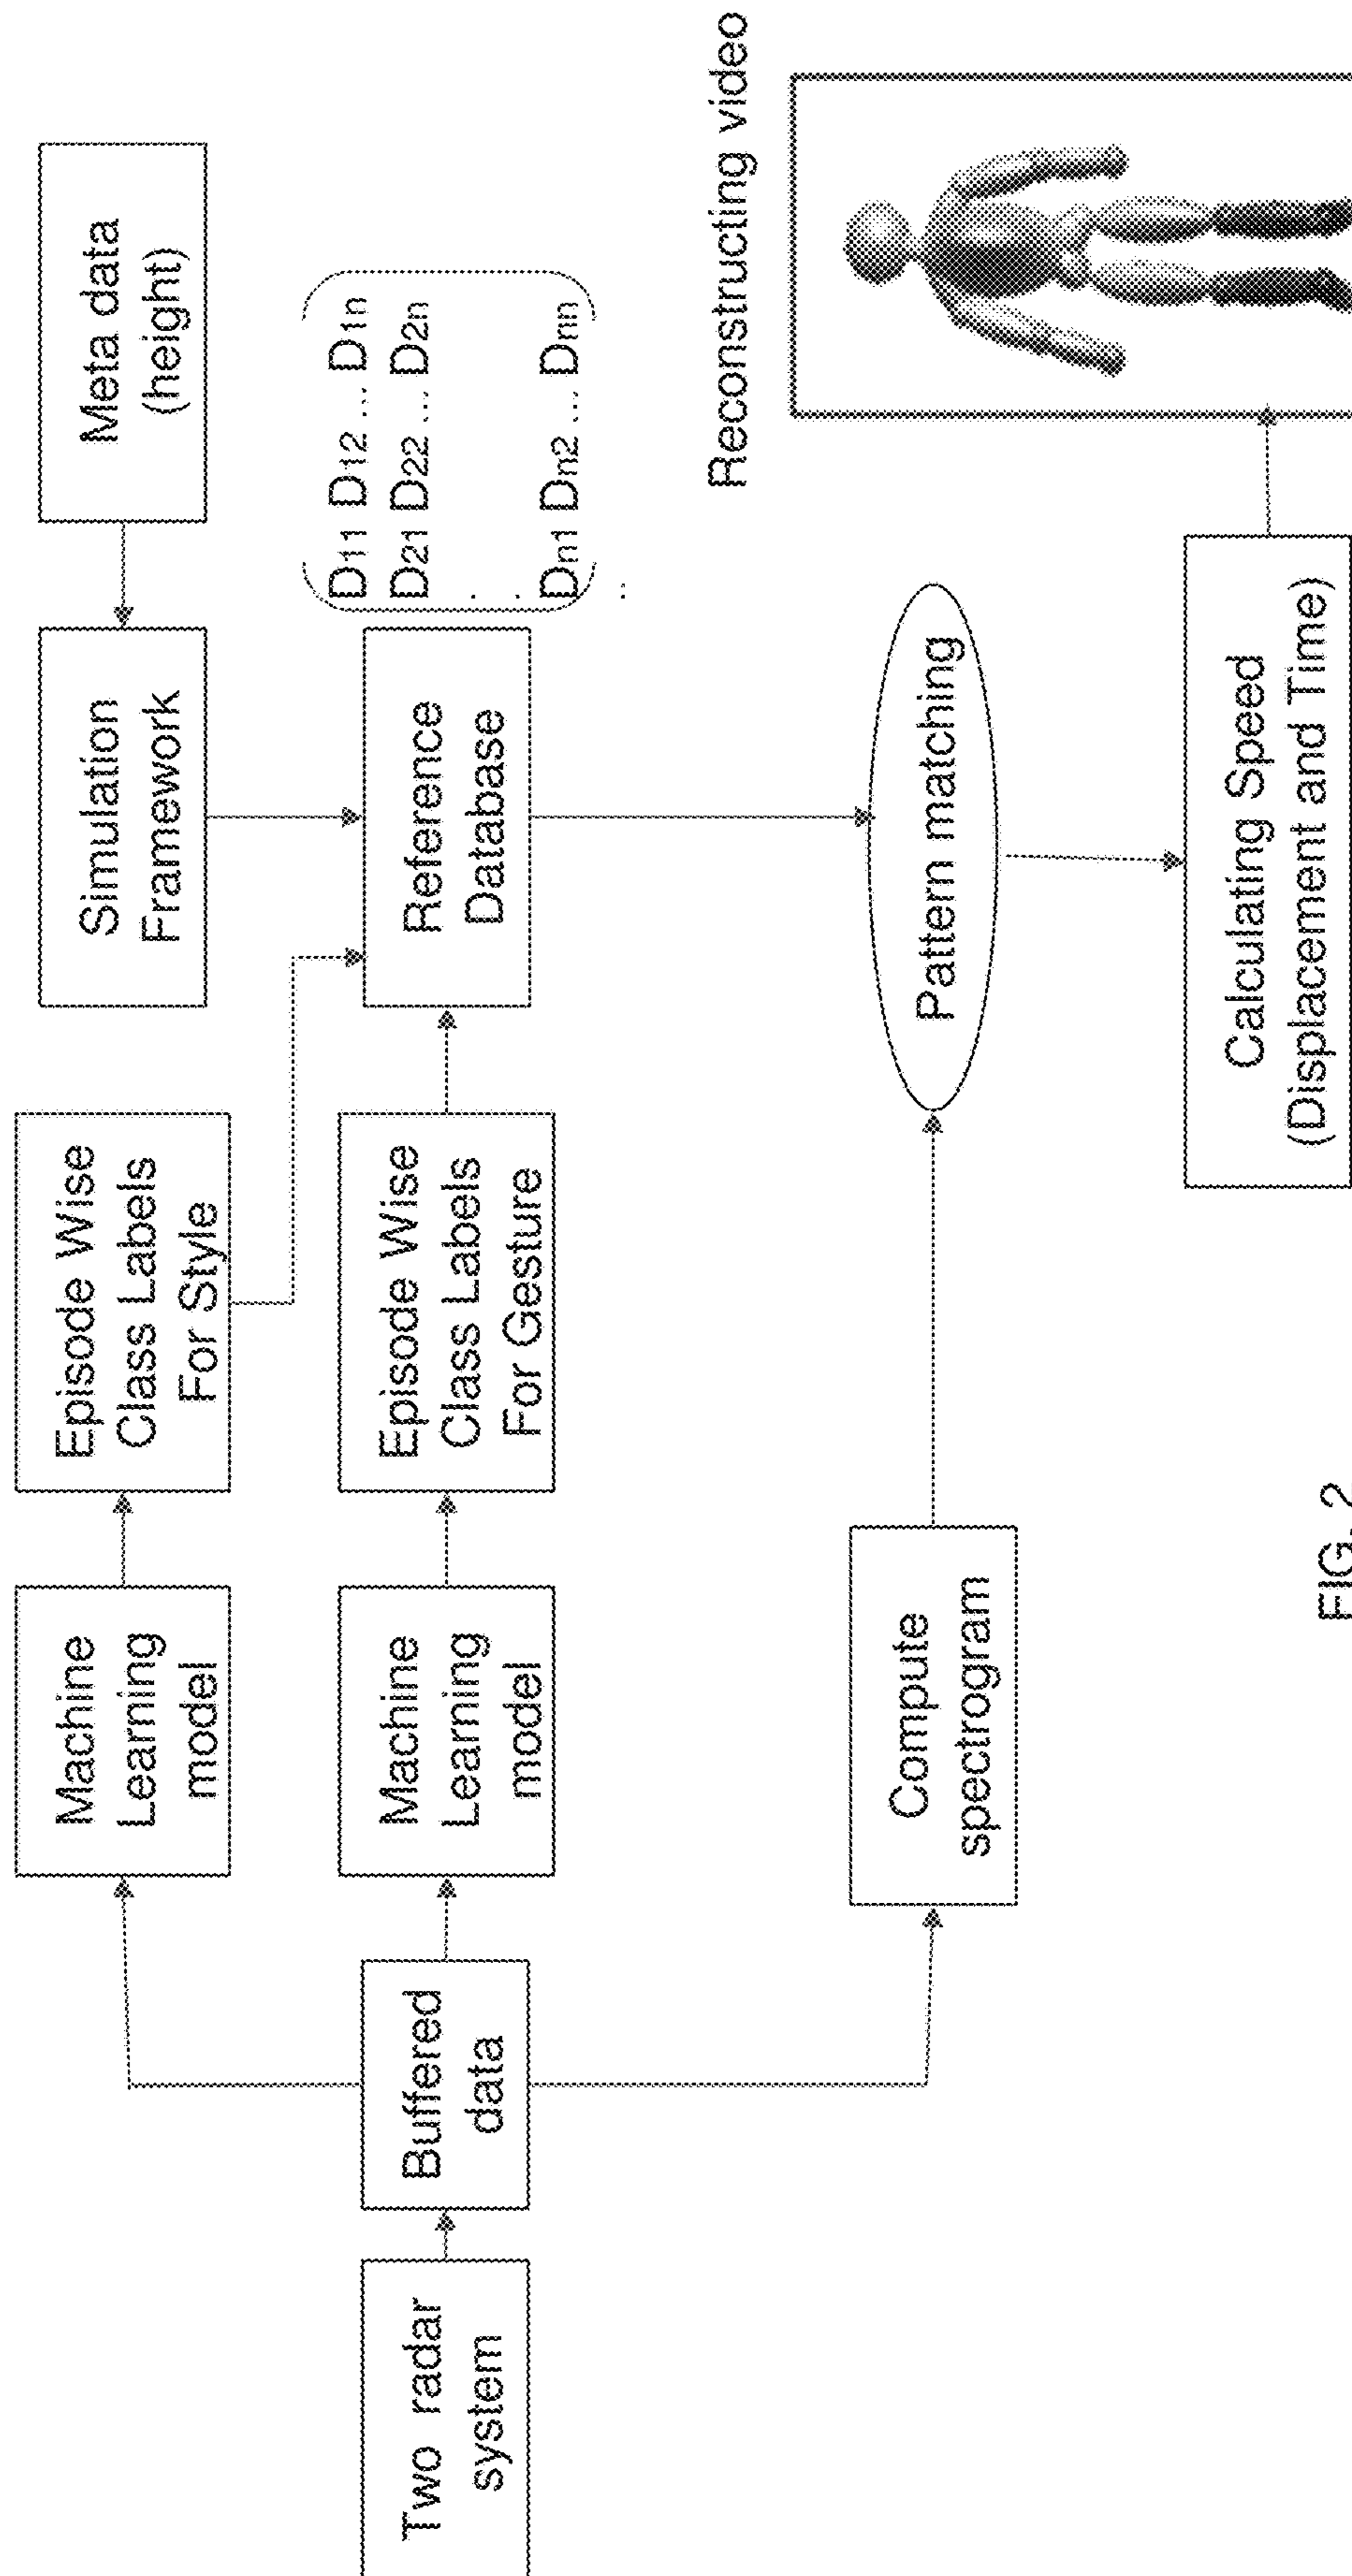 Two radar
system
Buffered
data
Machine
Learning
model
Machine
Learning
model
Episode Wise
Class Labels
For Style
Episode Wise
Class Labels
For Gesture
Simulation
Framework
Meta data
(height)
Reference
Database
D11 D12 ... D1n
D21 D22 ... D2n
Dn1 Dn2 ... Dnn
Compute
spectrogram
Pattern matching
Calculating Speed
(Displacement and Time)
Reconstructing video
FIG. 2